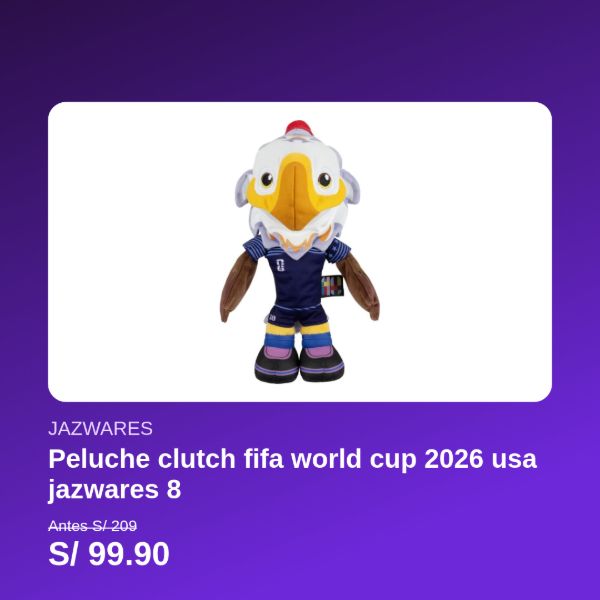 JAZWARES
Peluche clutch fifa world cup 2026 usa
jazwares 8
Antes S/ 209
S/ 99.90